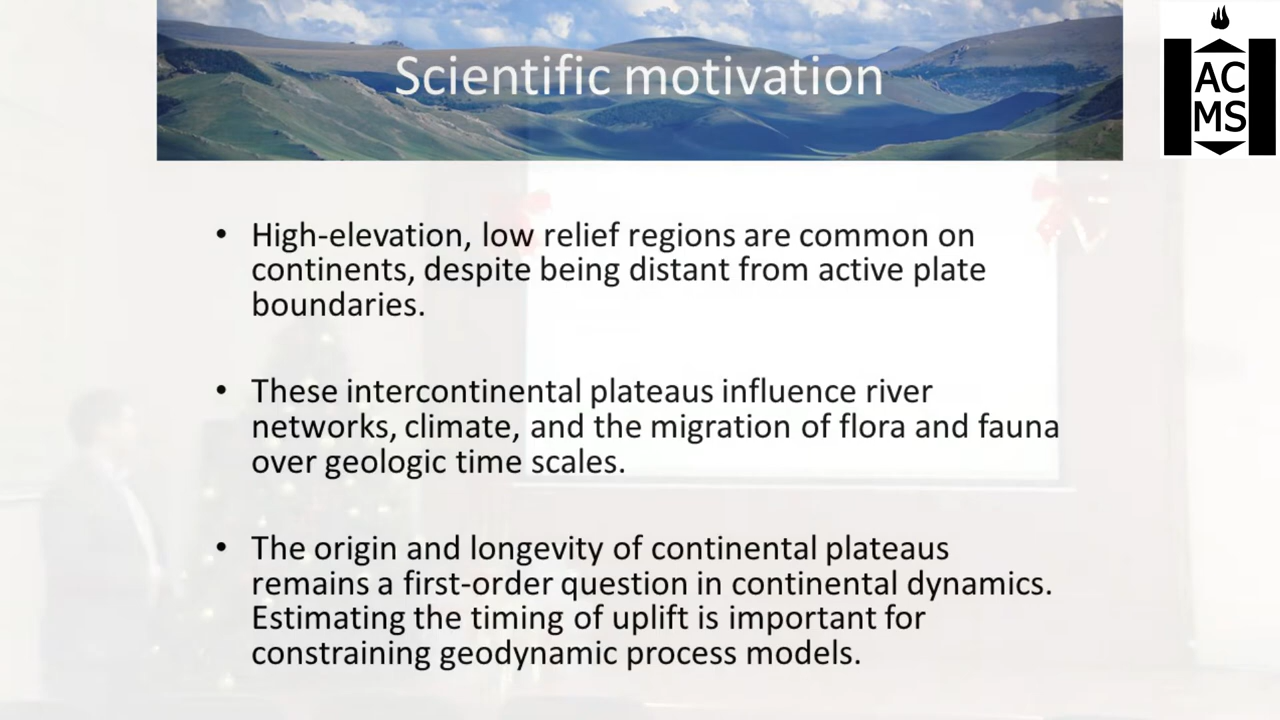 Scientific motivation
AC
MS
• High-elevation, low relief regions are common on
continents, despite being distant from active plate
boundaries.
• These intercontinental plateaus influence river
networks, climate, and the migration of flora and fauna
over geologic time scales.
• The origin and longevity of continental plateaus
remains a first-order question in continental dynamics.
Estimating the timing of uplift is important for
constraining geodynamic process models.